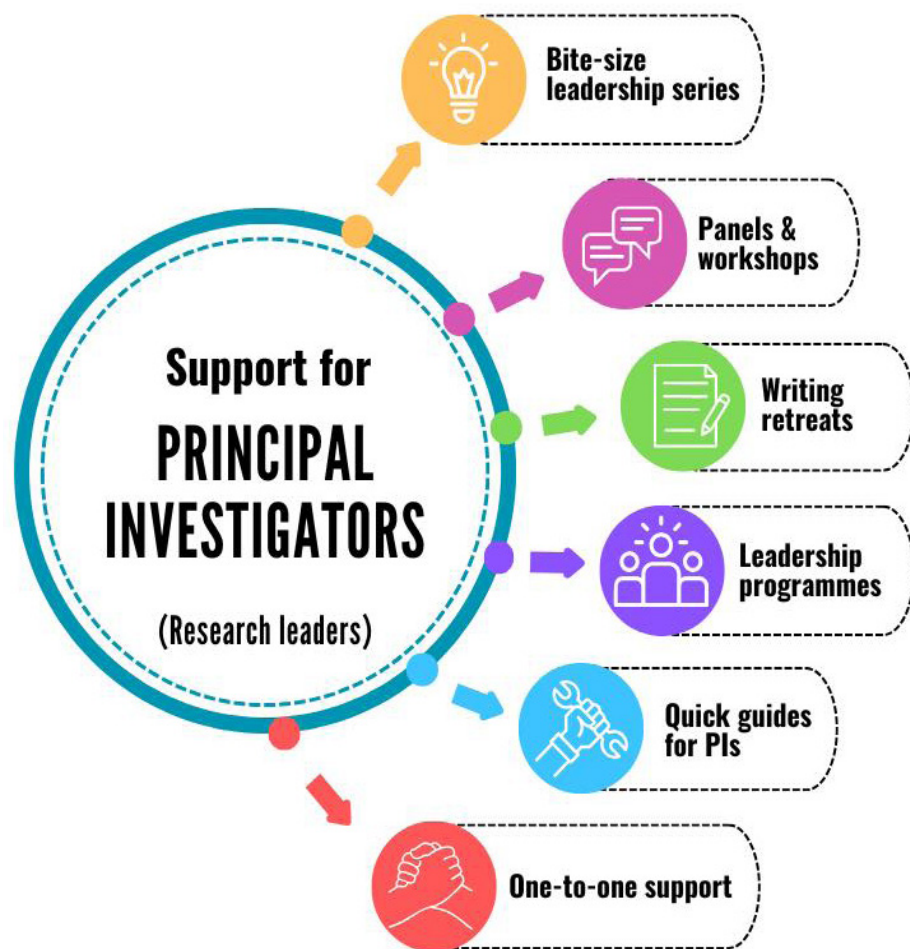 Bite-size
leadership series
Panels &
workshops
Support for
PRINCIPAL
INVESTIGATORS
(Research leaders)
Writing
retreats
Leadership
programmes
Quick guides
for PIs
One-to-one support